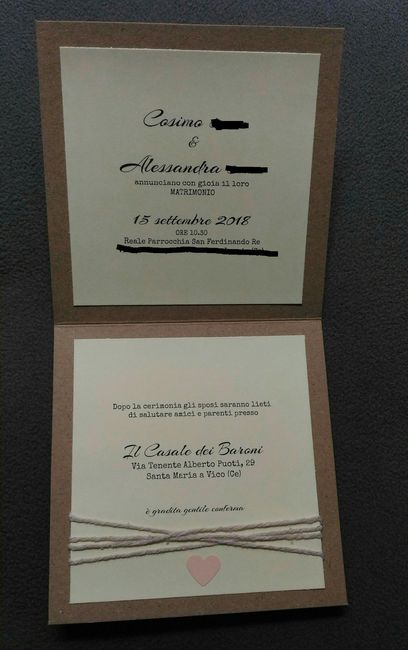 Cosimo
&
Alessandra
annunciano con gioia il loro
MATRIMONIO
15 settembre 2018
ORE 10.30
Reale Parrocchia San Ferdinando Re
Dopo la cerimonia gli sposi saranno lieti
di salutare amici e parenti presso
Il Casale dei Baroni
Via Tenente Alberto Puoti, 29
Santa Maria a Vico (Ce)
è gradita gentile conferma